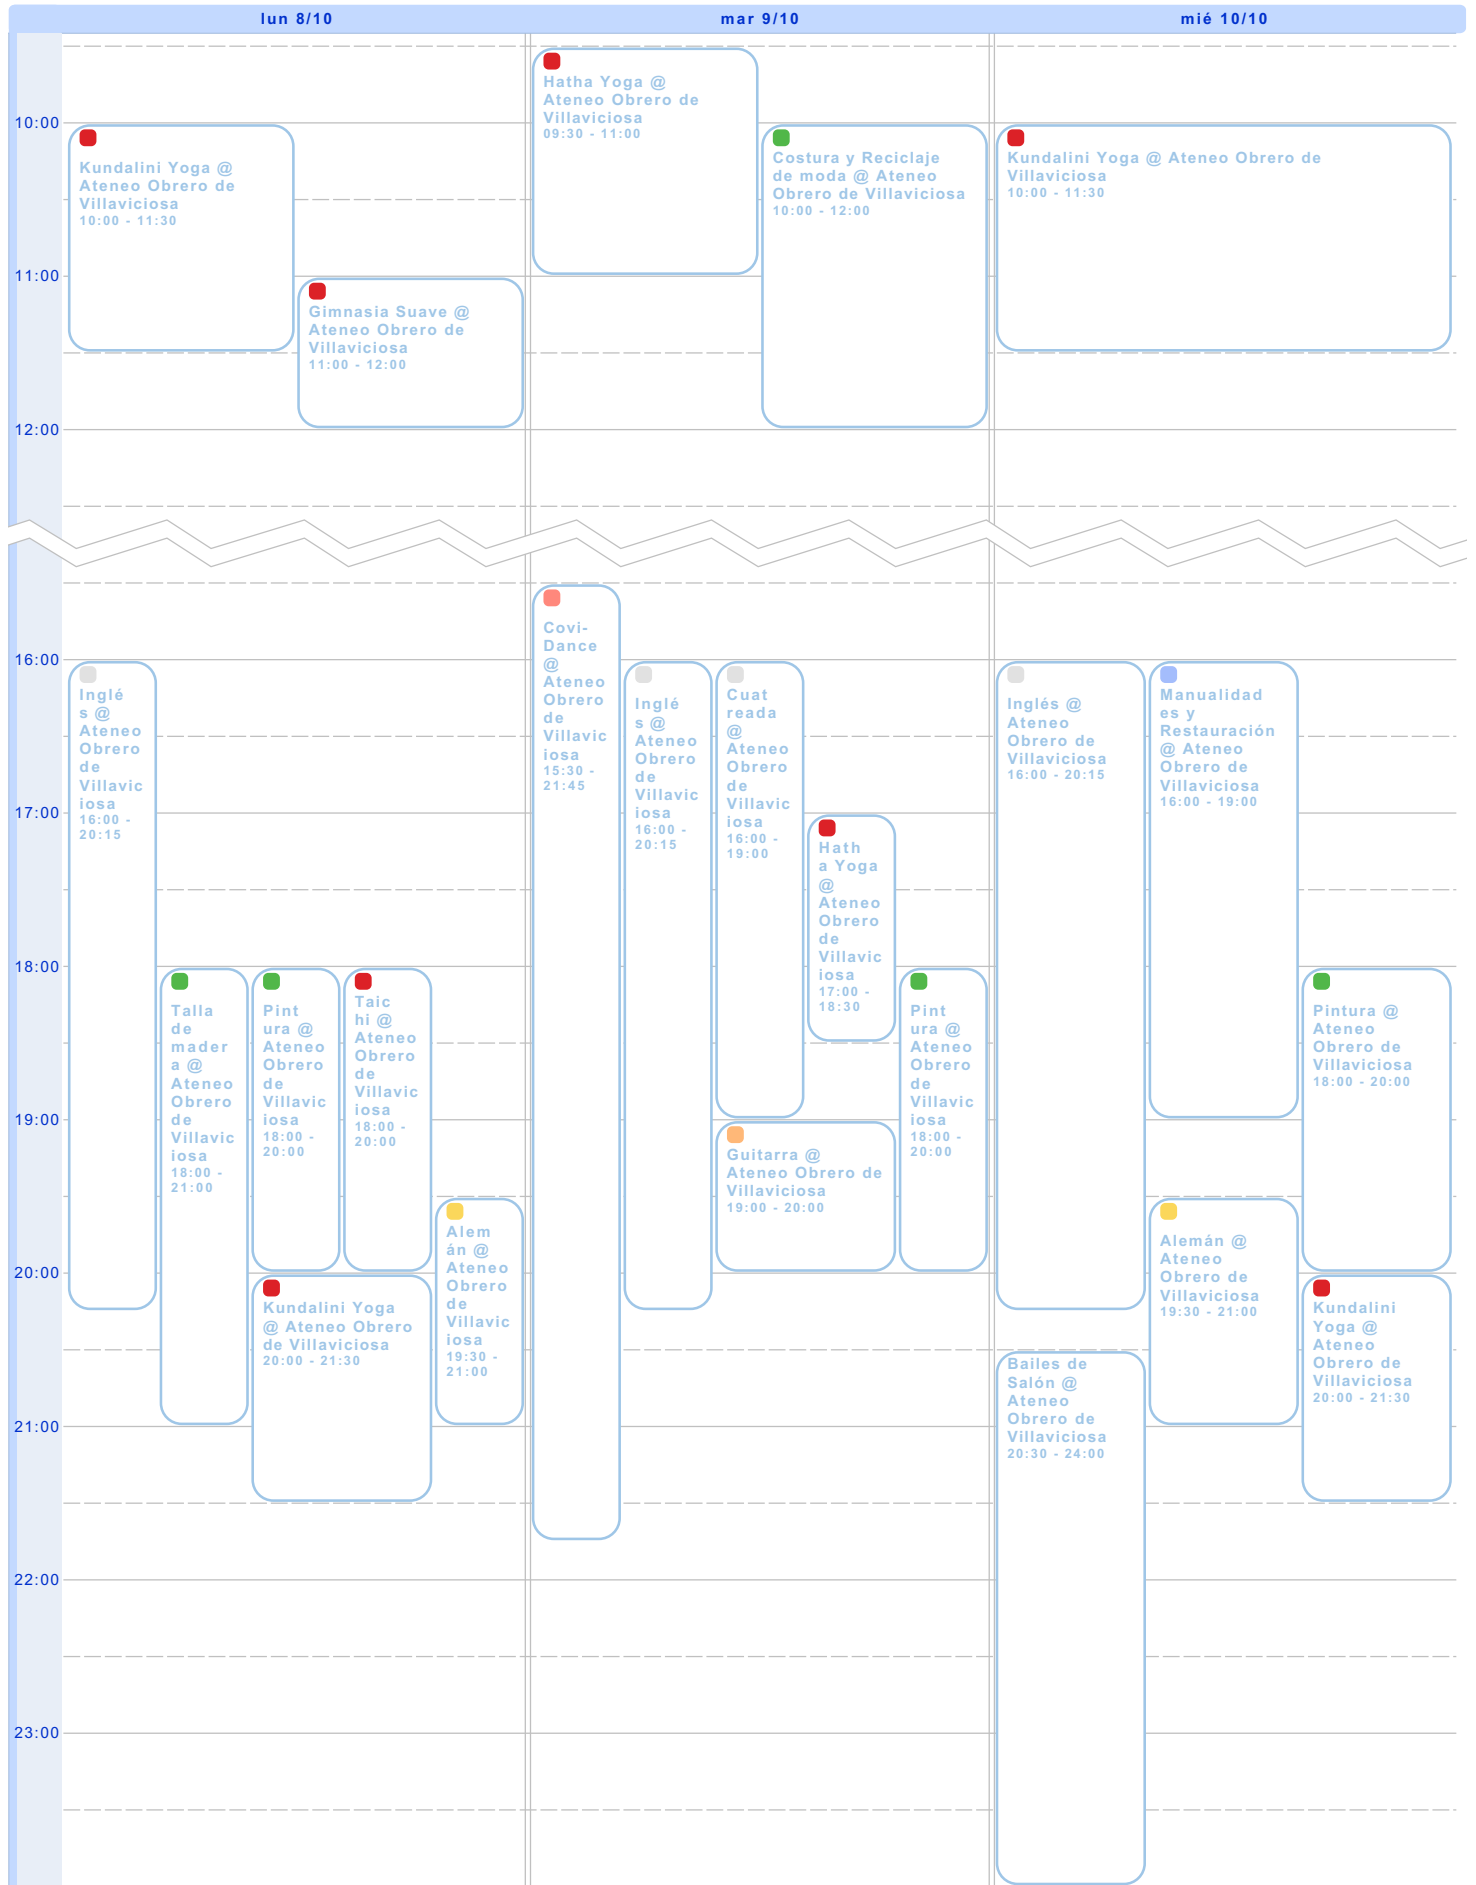 lun 8/10
mar 9/10
mié 10/10
10:00
11:00
12:00
16:00
17:00
18:00
19:00
20:00
21:00
22:00
23:00
Kundalini Yoga @
Ateneo Obrero de
Villaviciosa
10:00 - 11:30
Gimnasia Suave @
Ateneo Obrero de
Villaviciosa
11:00 - 12:00
Inglé
s @
Ateneo
Obrero
de
Villavic
iosa
16:00 -
20:15
Talla
de
mader
a @
Ateneo
Obrero
de
Villavic
iosa
18:00 -
21:00
Pint
ura @
Ateneo
Obrero
de
Villavic
iosa
18:00 -
20:00
Taic
hi @
Ateneo
Obrero
de
Villavic
iosa
18:00 -
20:00
Kundalini Yoga
@ Ateneo Obrero
de Villaviciosa
20:00 - 21:30
Alem
án @
Ateneo
Obrero
de
Villavic
iosa
19:30 -
21:00
Hatha Yoga @
Ateneo Obrero de
Villaviciosa
09:30 - 11:00
Costura y Reciclaje
de moda @ Ateneo
Obrero de Villaviciosa
10:00 - 12:00
Covi-
Dance
@
Ateneo
Obrero
de
Villavic
iosa
15:30 -
21:45
Inglé
s @
Ateneo
Obrero
de
Villavic
iosa
16:00 -
20:15
Cuat
reada
@
Ateneo
Obrero
de
Villavic
iosa
16:00 -
19:00
Hath
a Yoga
@
Ateneo
Obrero
de
Villavic
iosa
17:00 -
18:30
Guitarra @
Ateneo Obrero de
Villaviciosa
19:00 - 20:00
Pint
ura @
Ateneo
Obrero
de
Villavic
iosa
18:00 -
20:00
Kundalini Yoga @ Ateneo Obrero de
Villaviciosa
10:00 - 11:30
Inglés @
Ateneo
Obrero de
Villaviciosa
16:00 - 20:15
Manualidad
es y
Restauración
@ Ateneo
Obrero de
Villaviciosa
16:00 - 19:00
Pintura @
Ateneo
Obrero de
Villaviciosa
18:00 - 20:00
Alemán @
Ateneo
Obrero de
Villaviciosa
19:30 - 21:00
Kundalini
Yoga @
Ateneo
Obrero de
Villaviciosa
20:00 - 21:30
Bailes de
Salón @
Ateneo
Obrero de
Villaviciosa
20:30 - 24:00